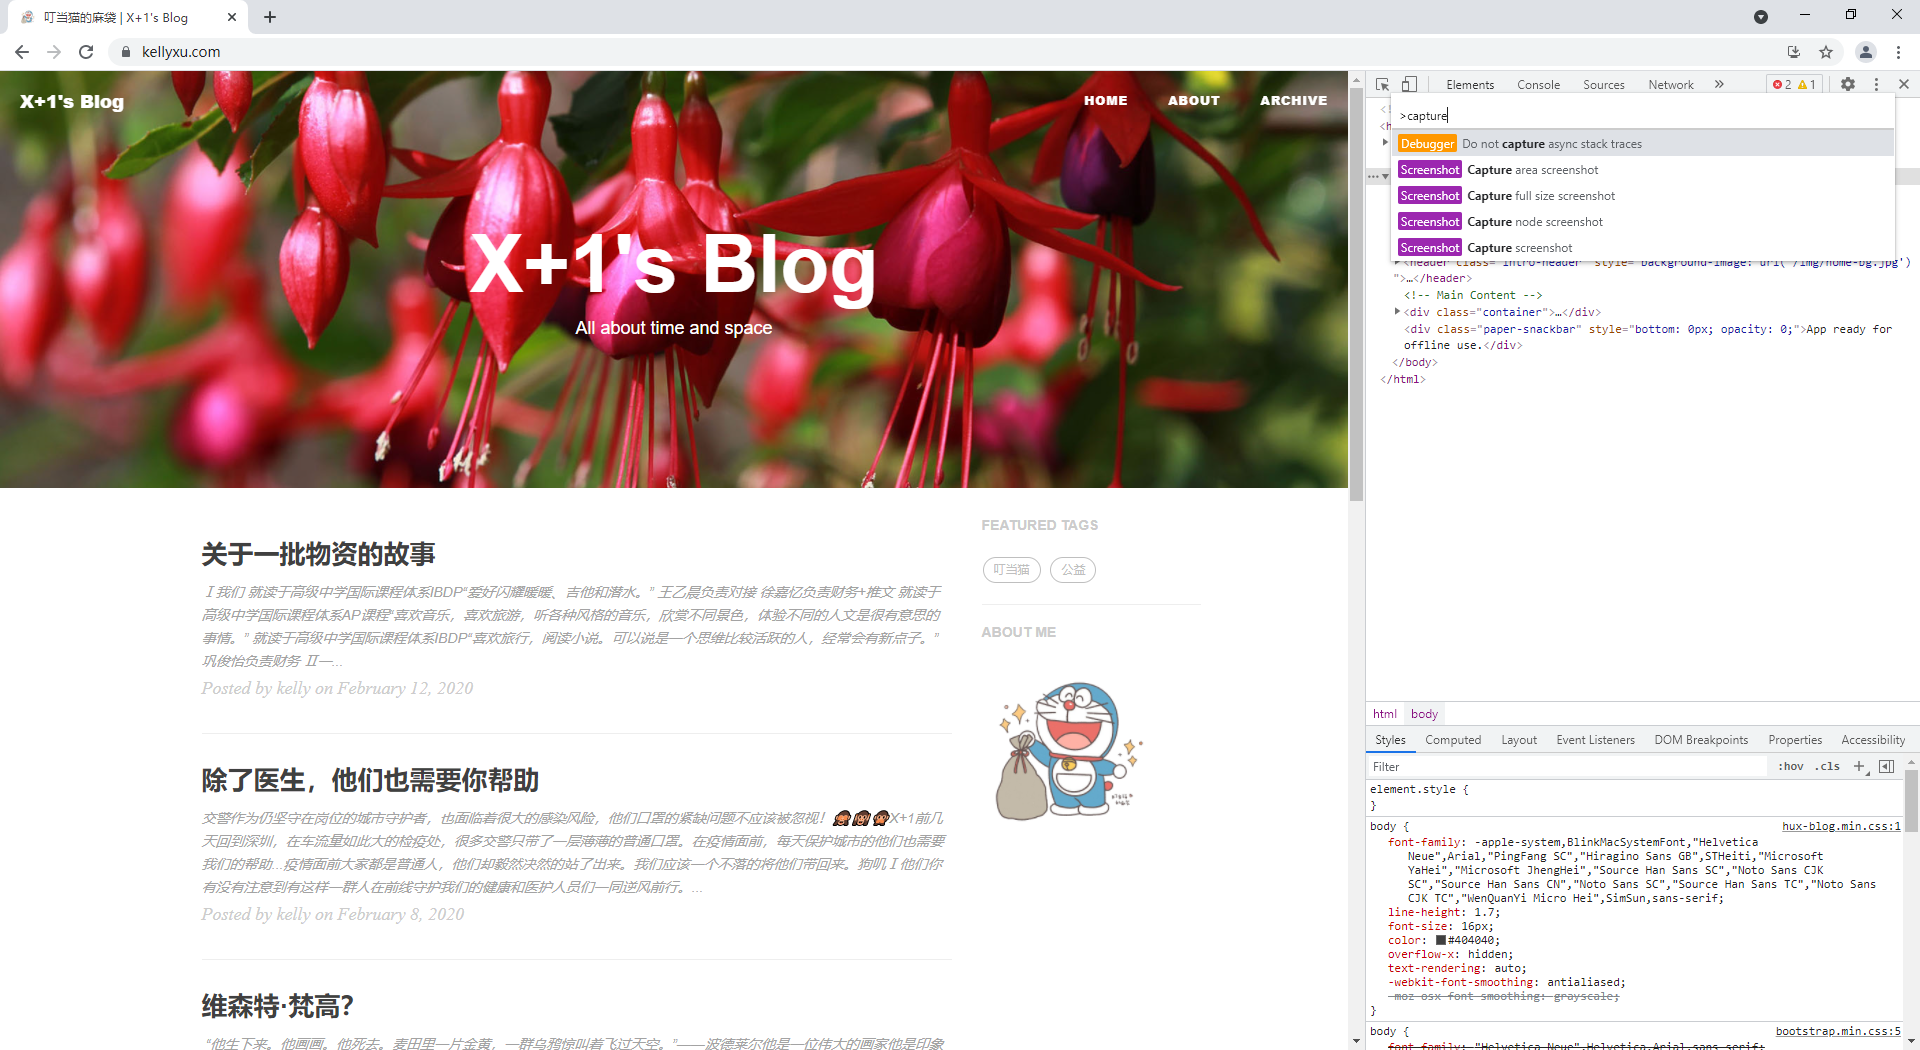 叮当猫的麻袋 | X+1's Blog
kellyxu.com
X+1's Blog
HOME ABOUT ARCHIVE
X+1's Blog
All about time and space
关于一批物资的故事
I 我们 就读于高级中学国际课程体系IBDP“爱好闪耀暖暖、吉他和潜水。” 王乙晨负责对接 徐嘉忆负责财务+推文 就读于
高级中学国际课程体系AP课程“喜欢音乐，喜欢旅游，听各种风格的音乐，欣赏不同景色，体验不同的人文是很有意思的
事情。” 就读于高级中学国际课程体系IBDP“喜欢旅行，阅读小说。可以说是一个思维比较活跃的人，经常会有新点子。”
巩俊怡负责财务 II 一...
Posted by kelly on February 12, 2020
除了医生，他们也需要你帮助
交警作为仍坚守在岗位的城市守护者，也面临着很大的感染风险，他们口罩的紧缺问题不应该被忽视！🙈🙉🙊X+1前几
天回到深圳，在车流量如此大的检疫处，很多交警只带了一层薄薄的普通口罩。在疫情面前，每天保护城市的他们也需要
我们的帮助...疫情面前大家都是普通人，他们却毅然决然的站了出来。我们应该一个不落的将他们带回来。狗叽 I 他们你
有没有注意到有这样一群人在前线守护我们的健康和医护人员们一同逆风前行。...
Posted by kelly on February 8, 2020
维森特·梵高？
“他生下来。他画画。他死去。麦田里一片金黄，一群乌鸦惊叫着飞过天空。”——波德莱尔他是一位伟大的画家他是印象
FEATURED TAGS
叮当猫 公益
ABOUT ME
Elements Console Sources Network » 2 1
>capture
Debugger Do not capture async stack traces
Screenshot Capture area screenshot
Screenshot Capture full size screenshot
Screenshot Capture node screenshot
Screenshot Capture screenshot
<header class="intro-header" style="background-image: url('/img/home-bg.jpg')
">…</header>
<!-- Main Content -->
<div class="container">…</div>
<div class="paper-snackbar" style="bottom: 0px; opacity: 0;">App ready for
offline use.</div>
</body>
</html>
html body
Styles Computed Layout Event Listeners DOM Breakpoints Properties Accessibility
Filter :hov .cls +
element.style {
}
body { hux-blog.min.css:1
font-family: -apple-system,BlinkMacSystemFont,"Helvetica
Neue",Arial,"PingFang SC","Hiragino Sans GB",STHeiti,"Microsoft
YaHei","Microsoft JhengHei","Source Han Sans SC","Noto Sans CJK
SC","Source Han Sans CN","Noto Sans SC","Source Han Sans TC","Noto Sans
CJK TC","WenQuanYi Micro Hei",SimSun,sans-serif;
line-height: 1.7;
font-size: 16px;
color: #404040;
overflow-x: hidden;
text-rendering: auto;
-webkit-font-smoothing: antialiased;
-moz-osx-font-smoothing: grayscale;
}
body { bootstrap.min.css:5
font-family: "Helvetica Neue",Helvetica,Arial,sans-serif;